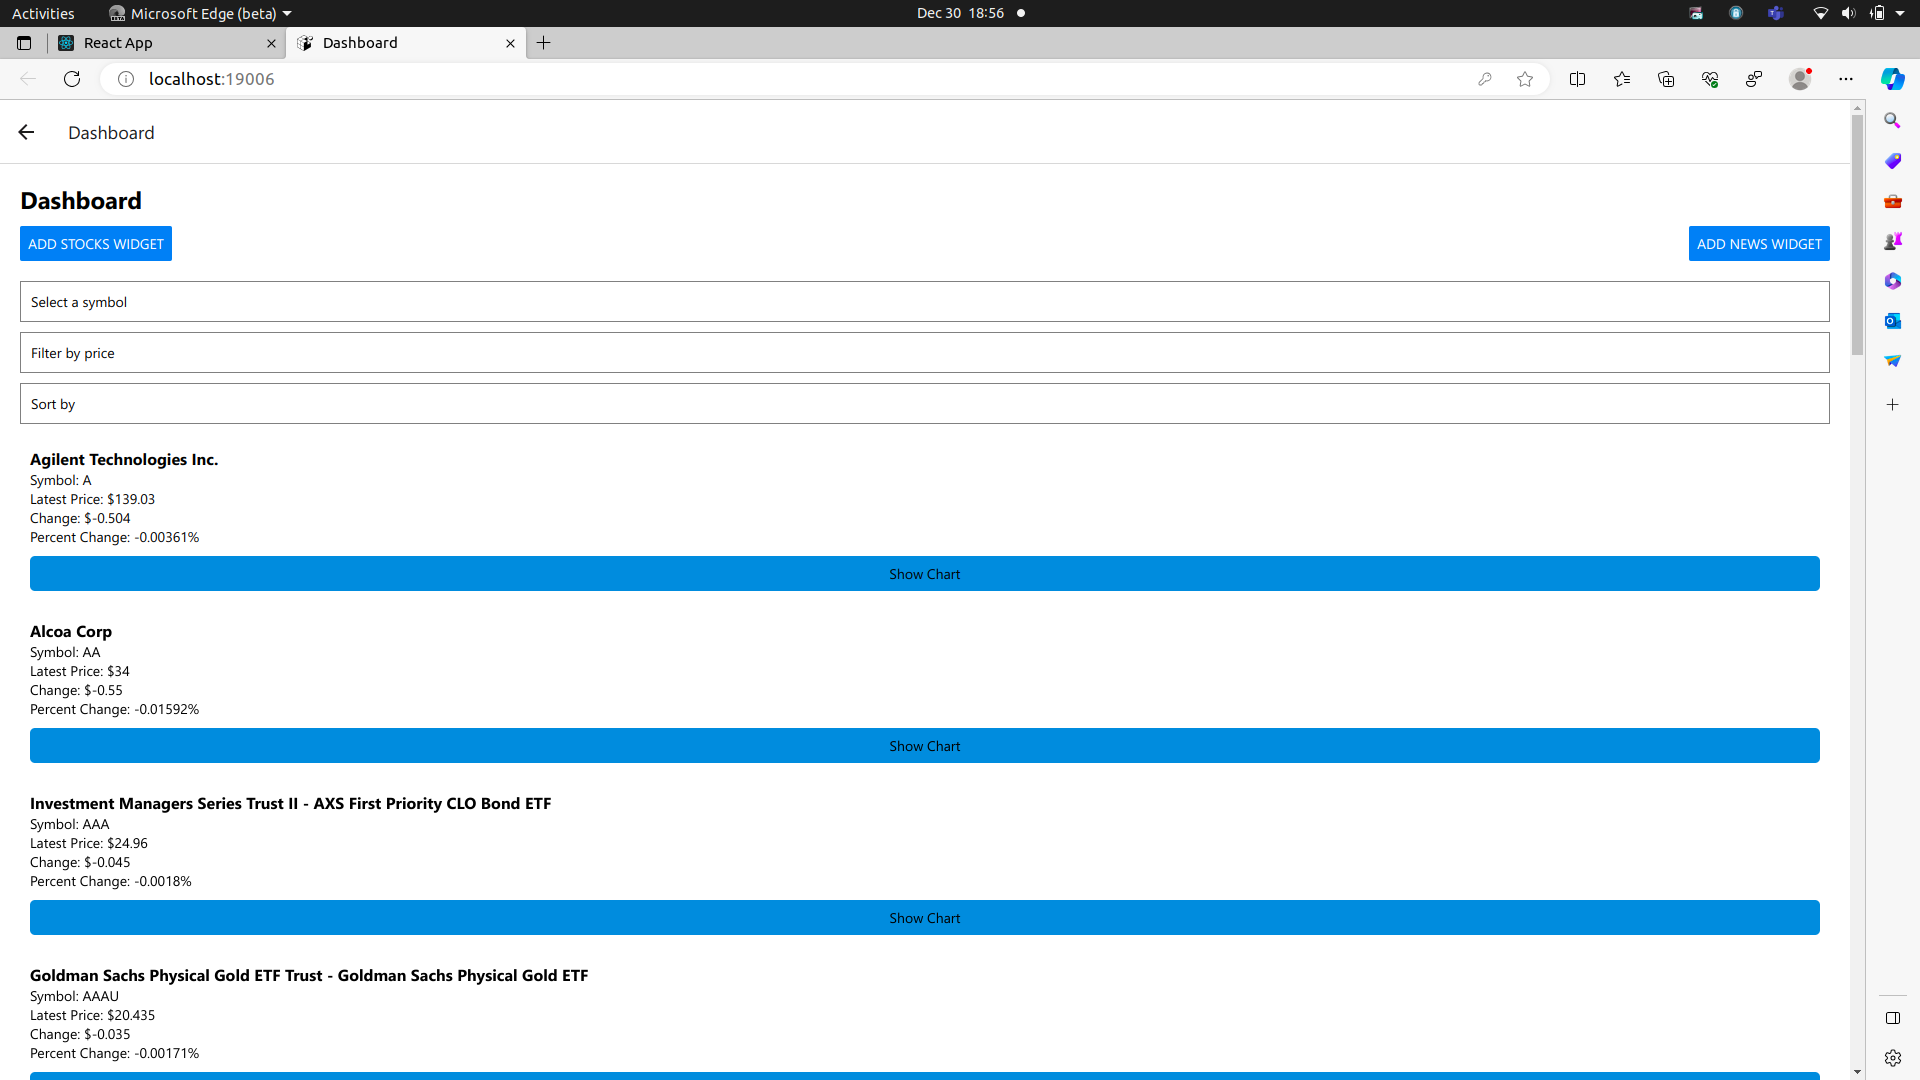 Activities
Microsoft Edge (beta)
Dec 30 18:56
React App
Dashboard
localhost:19006
Dashboard
Dashboard
ADD STOCKS WIDGET
ADD NEWS WIDGET
Select a symbol
Filter by price
Sort by
Agilent Technologies Inc.
Symbol: A
Latest Price: $139.03
Change: $-0.504
Percent Change: -0.00361%
Show Chart
Alcoa Corp
Symbol: AA
Latest Price: $34
Change: $-0.55
Percent Change: -0.01592%
Show Chart
Investment Managers Series Trust II - AXS First Priority CLO Bond ETF
Symbol: AAA
Latest Price: $24.96
Change: $-0.045
Percent Change: -0.0018%
Show Chart
Goldman Sachs Physical Gold ETF Trust - Goldman Sachs Physical Gold ETF
Symbol: AAAU
Latest Price: $20.435
Change: $-0.035
Percent Change: -0.00171%